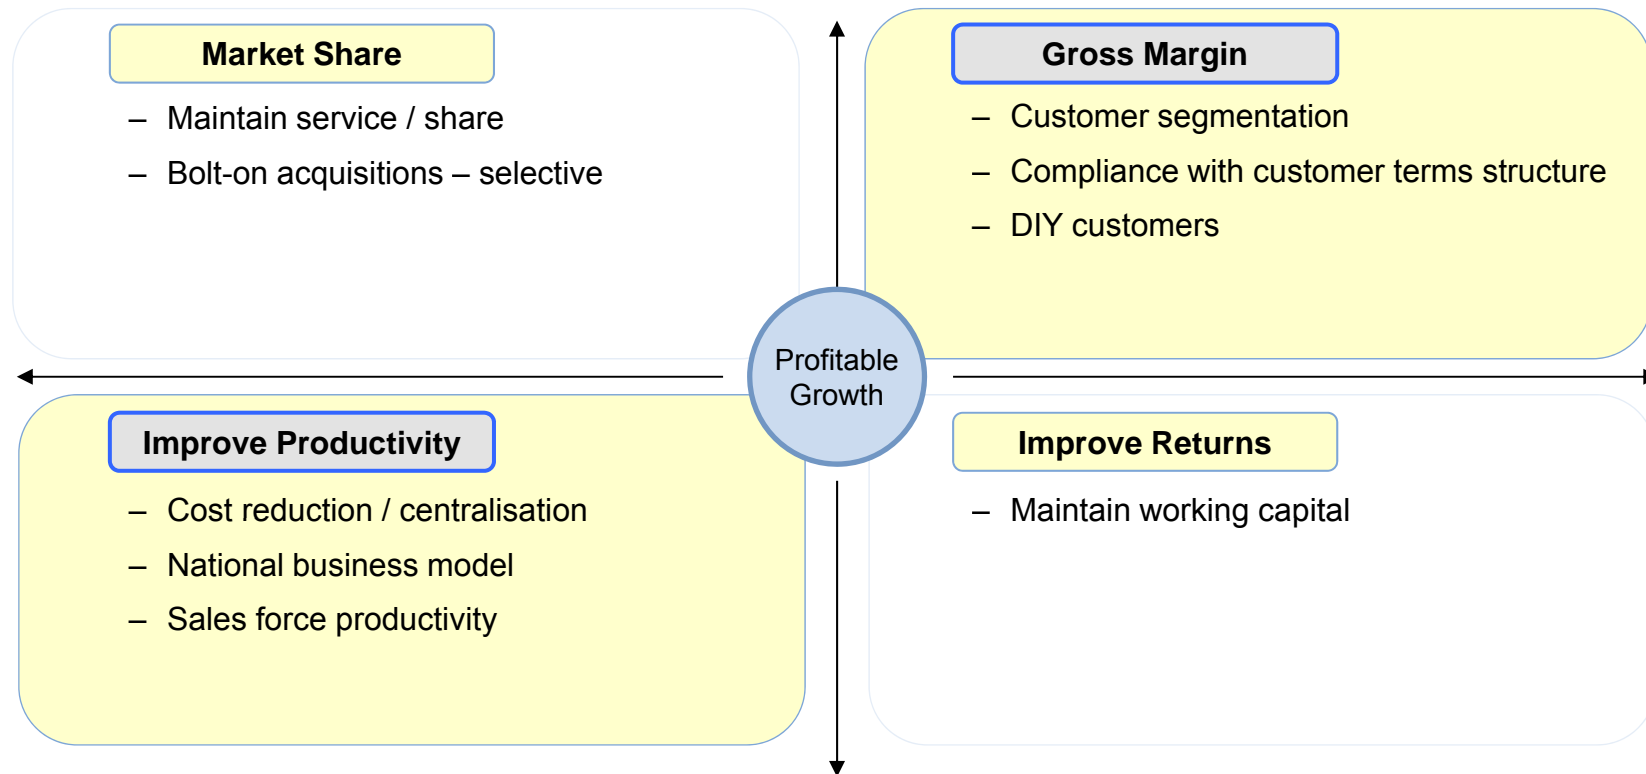 Market Share
– Maintain service / share
– Bolt-on acquisitions – selective
Gross Margin
– Customer segmentation
– Compliance with customer terms structure
– DIY customers
Profitable
Growth
Improve Productivity
– Cost reduction / centralisation
– National business model
– Sales force productivity
Improve Returns
– Maintain working capital